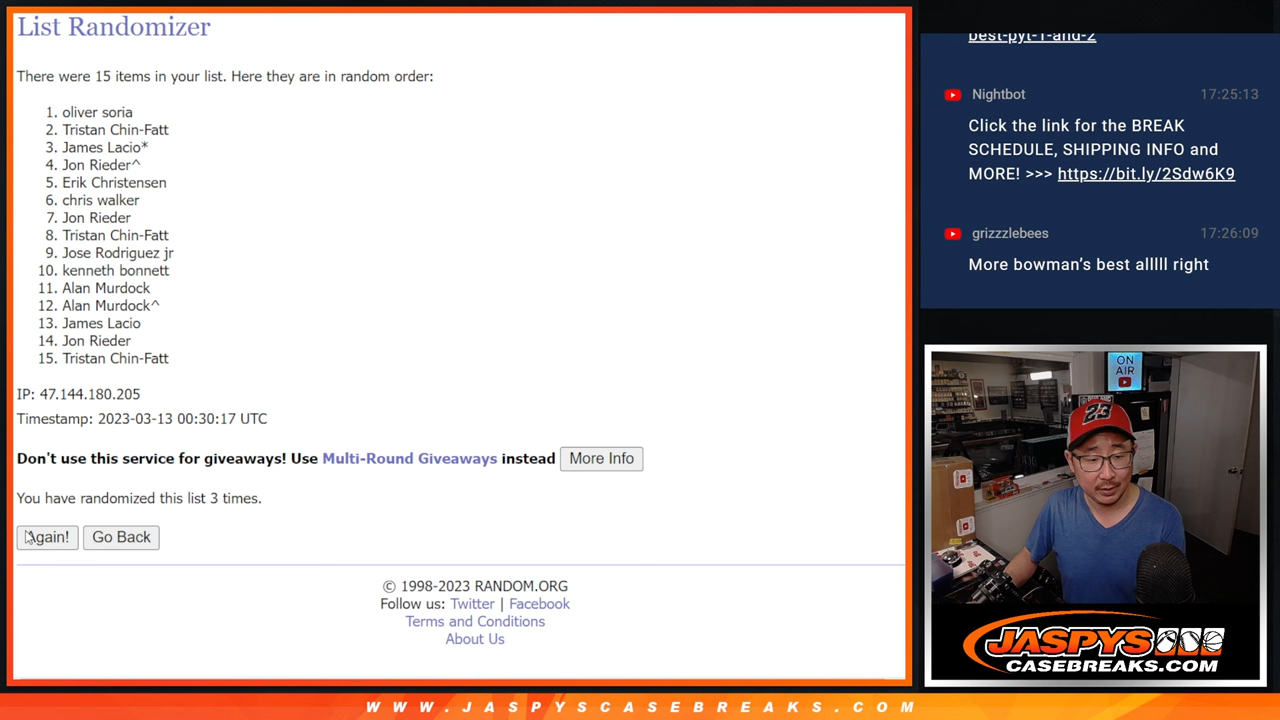 List Randomizer
There were 15 items in your list. Here they are in random order:
1. oliver soria
2. Tristan Chin-Fatt
3. James Lacio*
4. Jon Rieder^
5. Erik Christensen
6. chris walker
7. Jon Rieder
8. Tristan Chin-Fatt
9. Jose Rodriguez jr
10. kenneth bonnett
11. Alan Murdock
12. Alan Murdock^
13. James Lacio
14. Jon Rieder
15. Tristan Chin-Fatt
IP: 47.144.180.205
Timestamp: 2023-03-13 00:30:17 UTC
Don't use this service for giveaways! Use Multi-Round Giveaways instead More Info
You have randomized this list 3 times.
Again! Go Back
© 1998-2023 RANDOM.ORG
Follow us: Twitter | Facebook
Terms and Conditions
About Us
best-pyt-1-and-2
Nightbot 17:25:13
Click the link for the BREAK
SCHEDULE, SHIPPING INFO and
MORE! >>> https://bit.ly/2Sdw6K9
grizzzlebees 17:26:09
More bowman's best alllll right
ON
AIR
23
JASPYS
CASEBREAKS.COM
WWW.JASPYSCASEBREAKS.COM